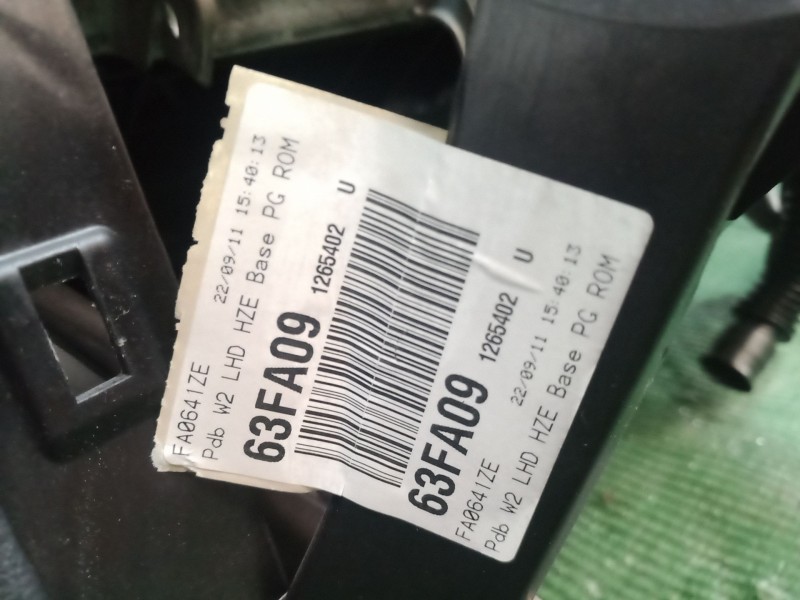 FA0641ZE
Pdb W2 LHD HZE Base PG ROM
22/09/11 15:40:13
63FA09
1265402 U
63FA09
1265402 U
FA0641ZE
22/09/11 15:40:13
Pdb W2 LHD HZE Base PG ROM